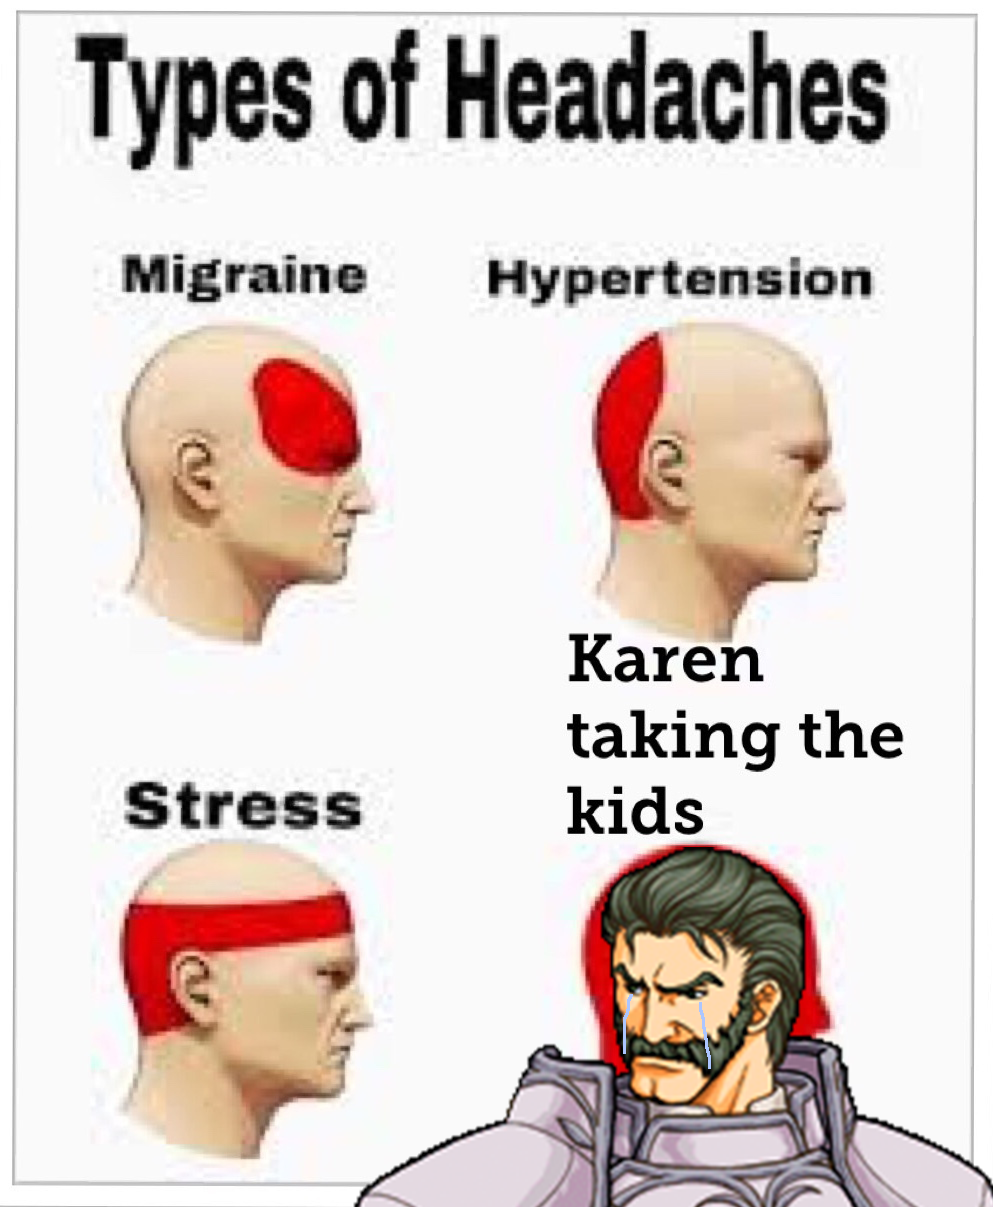 Types of Headaches
Migraine
Hypertension
Stress
Karen
taking the
kids